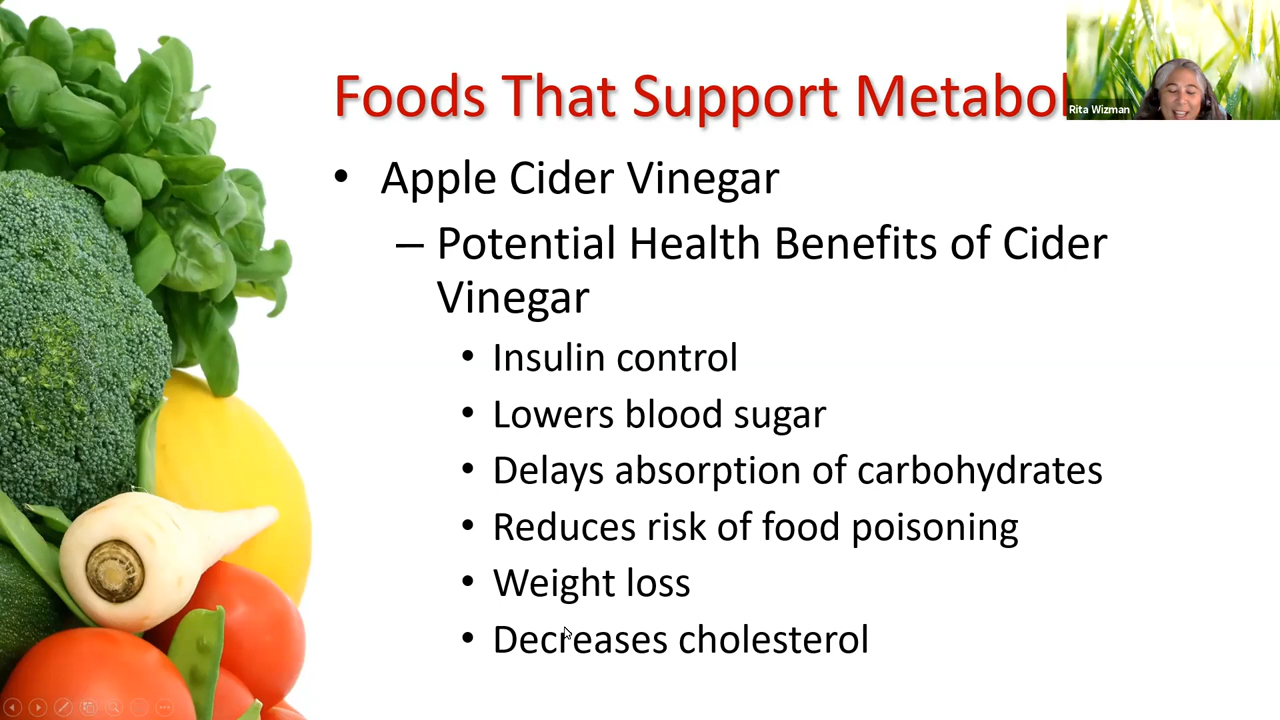 Foods That Support Metabol
Rita Wizman
• Apple Cider Vinegar
– Potential Health Benefits of Cider
Vinegar
• Insulin control
• Lowers blood sugar
• Delays absorption of carbohydrates
• Reduces risk of food poisoning
• Weight loss
• Decreases cholesterol